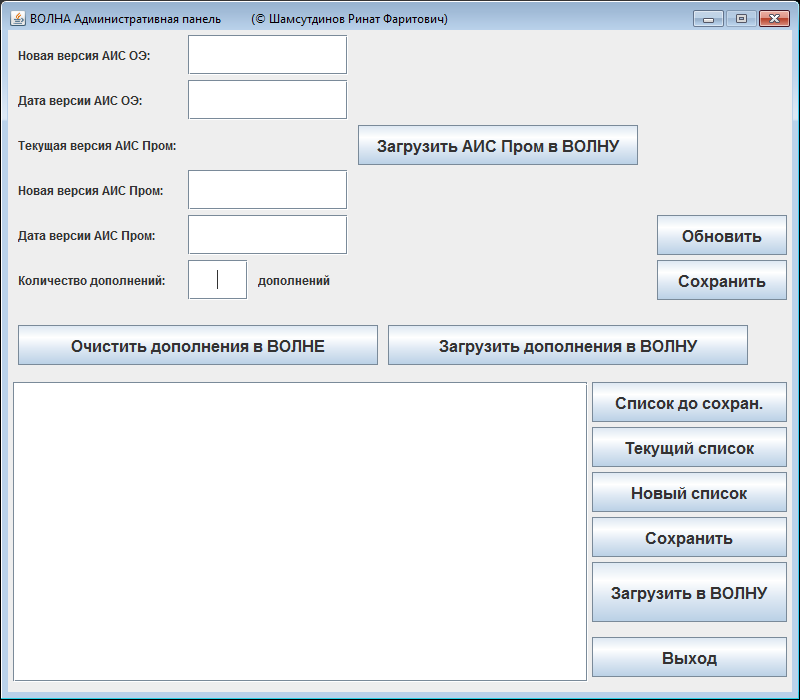 ВОЛНА Административная панель (© Шамсутдинов Ринат Фаритович)
Новая версия АИС ОЭ:
Дата версии АИС ОЭ:
Текущая версия АИС Пром:
Загрузить АИС Пром в ВОЛНУ
Новая версия АИС Пром:
Дата версии АИС Пром:
Обновить
Количество дополнений:
дополнений
Сохранить
Очистить дополнения в ВОЛНЕ
Загрузить дополнения в ВОЛНУ
Список до сохран.
Текущий список
Новый список
Сохранить
Загрузить в ВОЛНУ
Выход